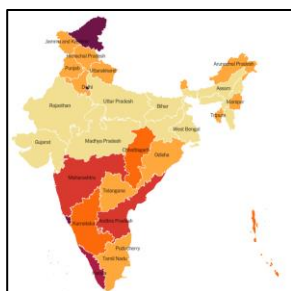 Jammu and Kashmir
Himachal Pradesh
Punjab
Uttarakhand
Delhi
Arunachal Pradesh
Rajasthan
Uttar Pradesh
Bihar
Assam
Manipur
Tripura
Gujarat
Madhya Pradesh
West Bengal
Chhattisgarh
Odisha
Maharashtra
Telangana
Andhra Pradesh
Karnataka
Puducherry
Tamil Nadu
Kerala